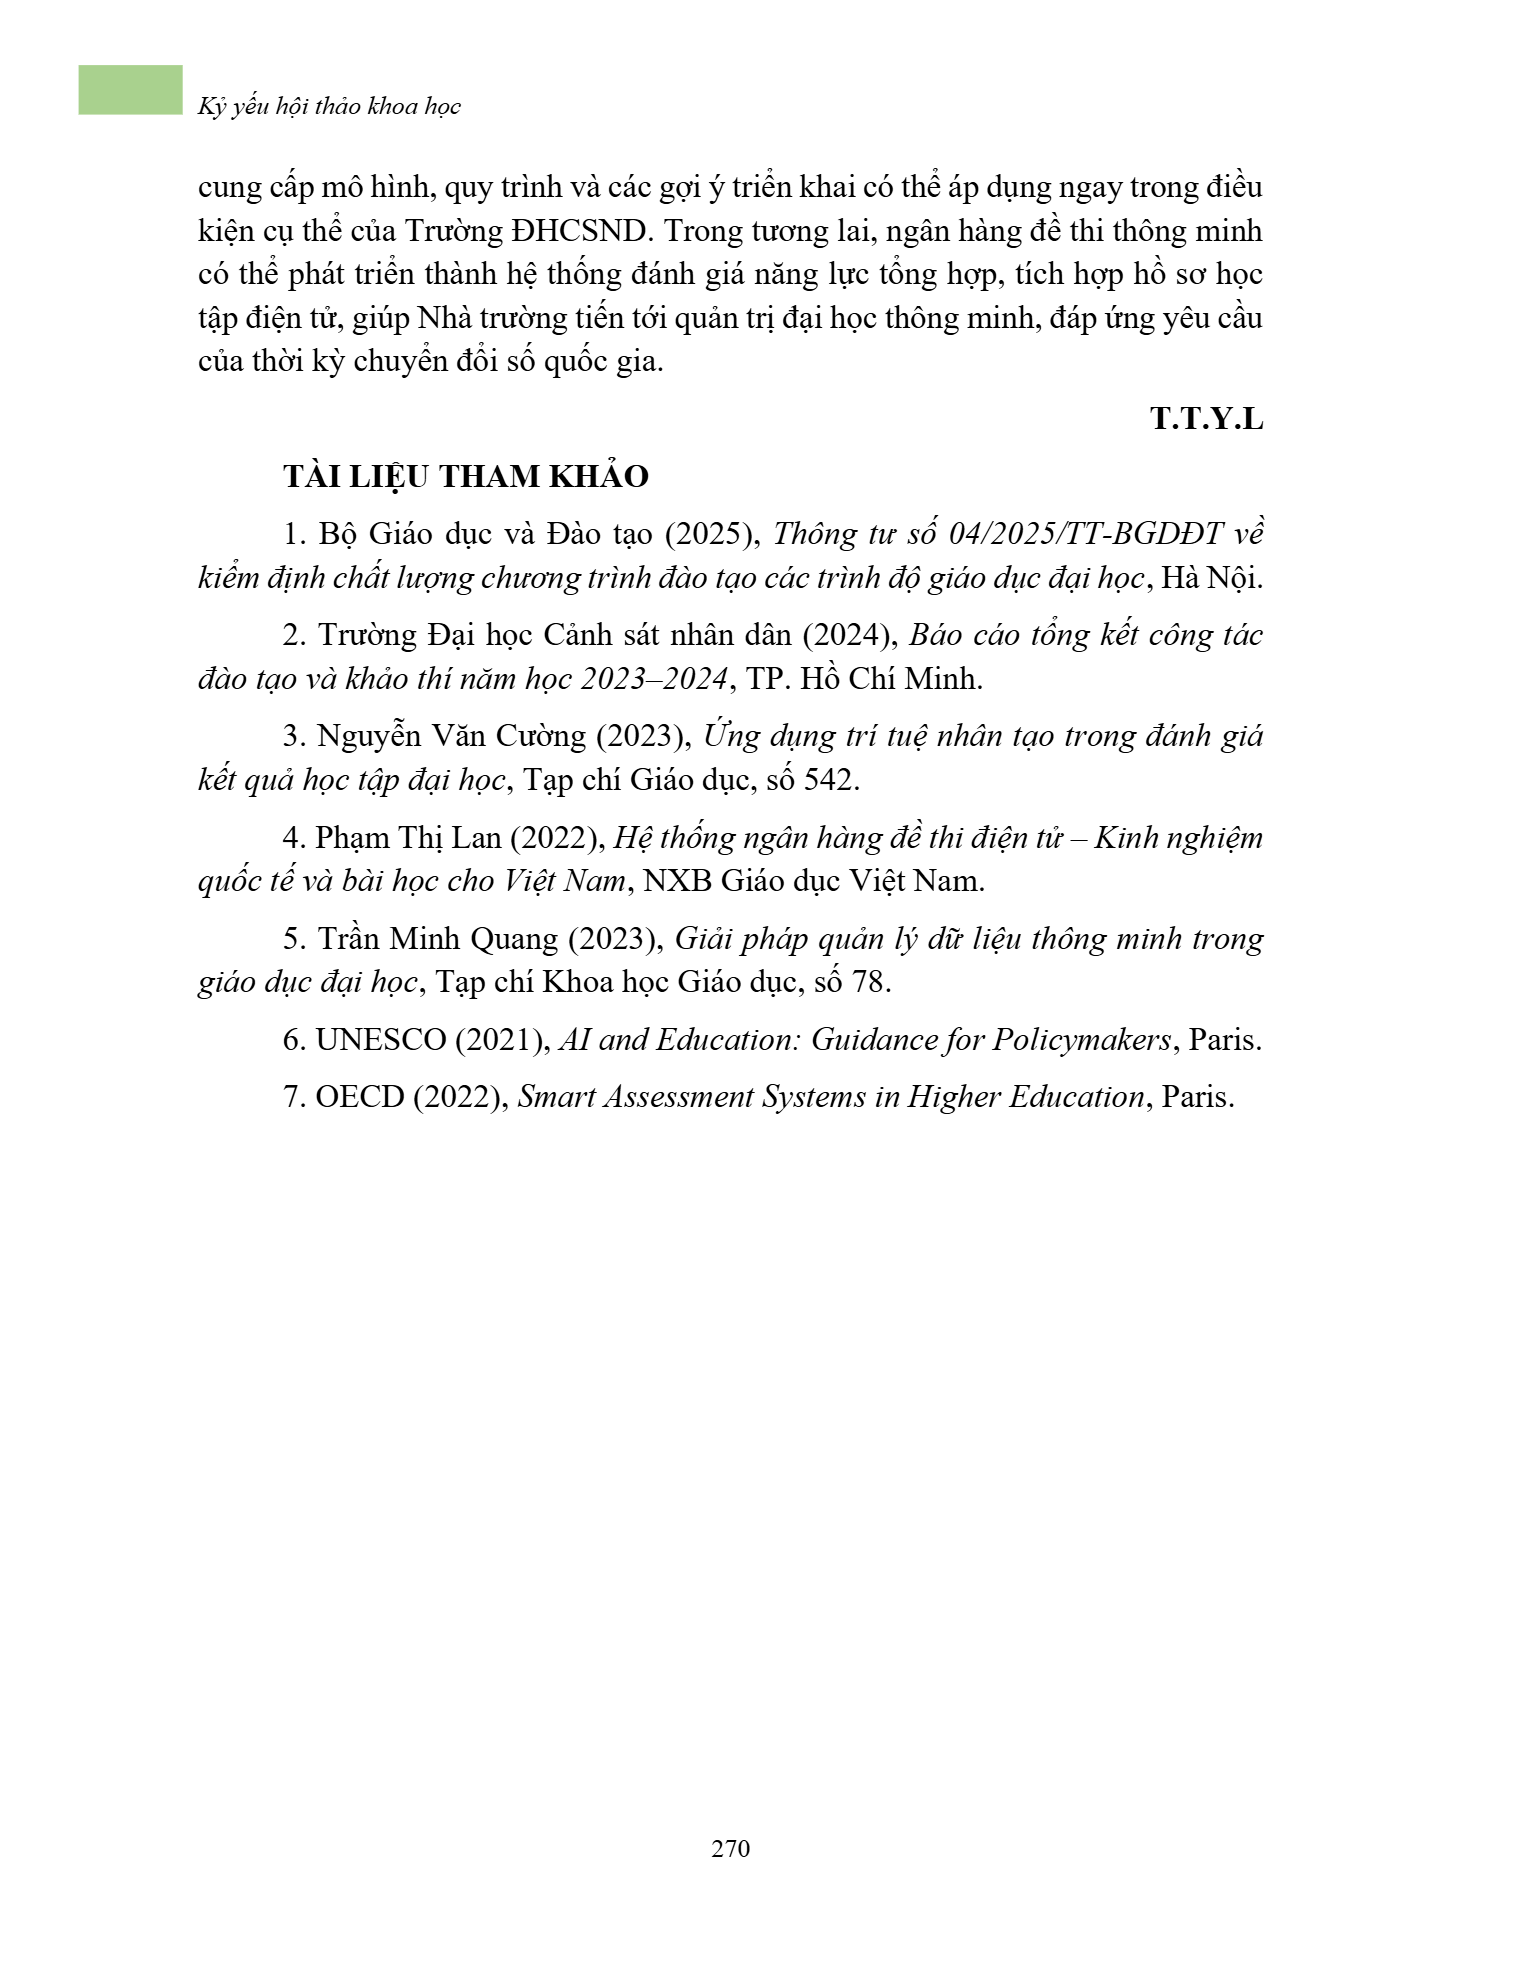 Kỷ yếu hội thảo khoa học
cung cấp mô hình, quy trình và các gợi ý triển khai có thể áp dụng ngay trong điều
kiện cụ thể của Trường ĐHCSND. Trong tương lai, ngân hàng đề thi thông minh
có thể phát triển thành hệ thống đánh giá năng lực tổng hợp, tích hợp hồ sơ học
tập điện tử, giúp Nhà trường tiến tới quản trị đại học thông minh, đáp ứng yêu cầu
của thời kỳ chuyển đổi số quốc gia.
T.T.Y.L
TÀI LIỆU THAM KHẢO
1. Bộ Giáo dục và Đào tạo (2025), Thông tư số 04/2025/TT-BGDĐT về
kiểm định chất lượng chương trình đào tạo các trình độ giáo dục đại học, Hà Nội.
2. Trường Đại học Cảnh sát nhân dân (2024), Báo cáo tổng kết công tác
đào tạo và khảo thí năm học 2023–2024, TP. Hồ Chí Minh.
3. Nguyễn Văn Cường (2023), Ứng dụng trí tuệ nhân tạo trong đánh giá
kết quả học tập đại học, Tạp chí Giáo dục, số 542.
4. Phạm Thị Lan (2022), Hệ thống ngân hàng đề thi điện tử – Kinh nghiệm
quốc tế và bài học cho Việt Nam, NXB Giáo dục Việt Nam.
5. Trần Minh Quang (2023), Giải pháp quản lý dữ liệu thông minh trong
giáo dục đại học, Tạp chí Khoa học Giáo dục, số 78.
6. UNESCO (2021), AI and Education: Guidance for Policymakers, Paris.
7. OECD (2022), Smart Assessment Systems in Higher Education, Paris.
270